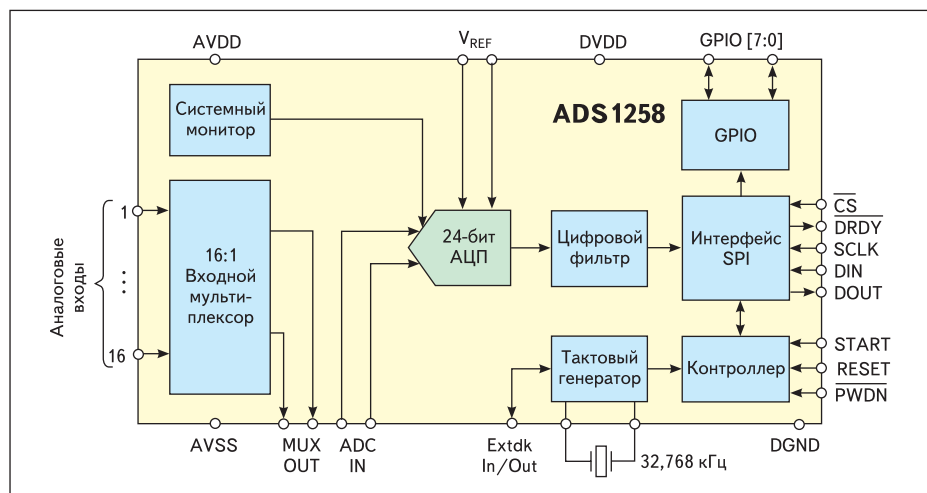 AVDD
VREF
DVDD
GPIO [7:0]
Системный
монитор
ADS1258
GPIO
1
⋮
16
Аналоговые
входы
16:1
Входной
мульти-
плексор
24-бит
АЦП
Цифровой
фильтр
Интерфейс
SPI
CS
DRDY
SCLK
DIN
DOUT
Тактовый
генератор
Контроллер
START
RESET
PWDN
AVSS
MUX
OUT
ADC
IN
Extdk
In/Out
32,768 кГц
DGND